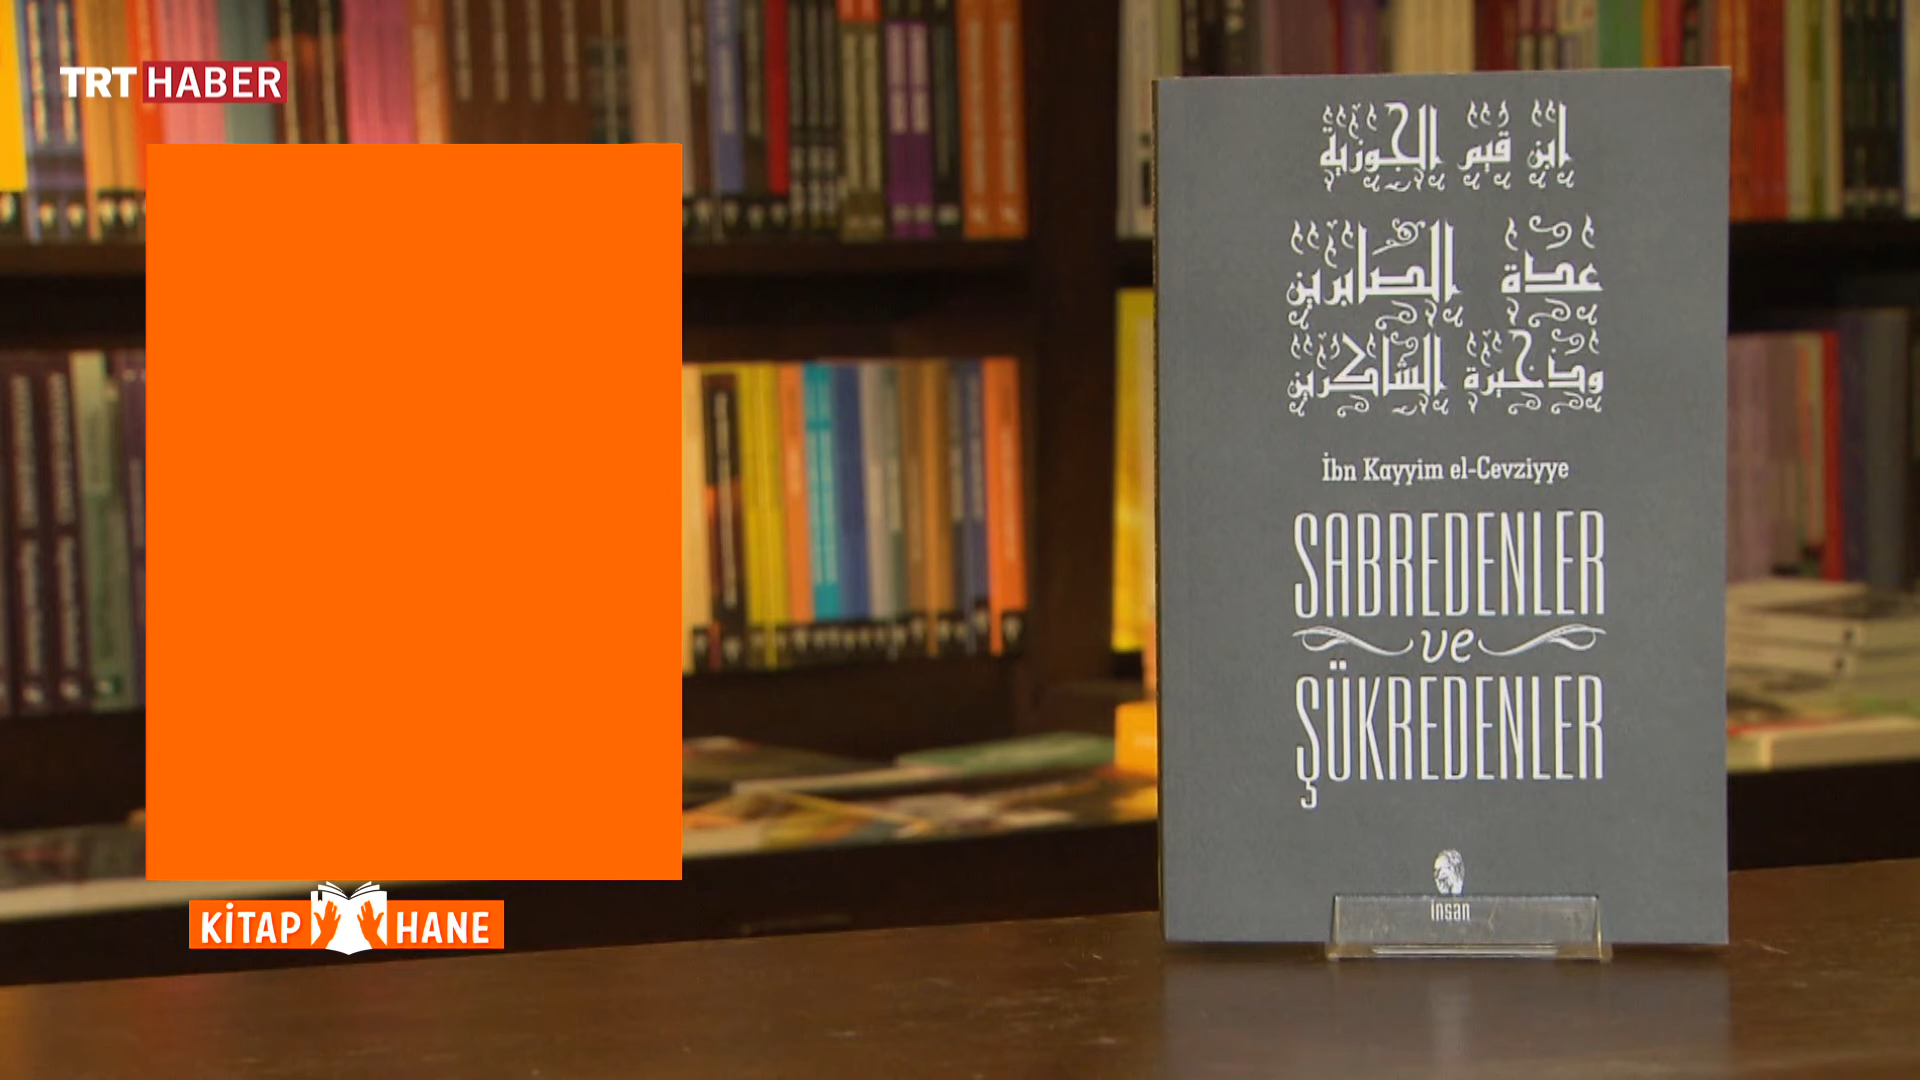 TRT HABER
ابن قيم الجوزية
عدة الصابرين
وذخيرة الشاكرين
İbn Kayyim el-Cevziyye
SABREDENLER
ve
ŞÜKREDENLER
insan
KİTAP HANE